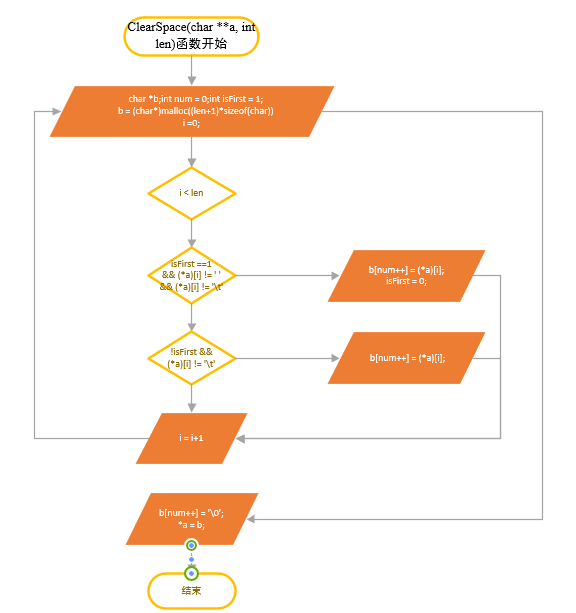 ClearSpace(char **a, int
len)函数开始
char *b;int num = 0;int isFirst = 1;
b = (char*)malloc((len+1)*sizeof(char))
i =0;
i < len
isFirst ==1
&& (*a)[i] != ' '
&& (*a)[i] != '\t'
b[num++] = (*a)[i];
isFirst = 0;
!isFirst &&
(*a)[i] != '\t'
b[num++] = (*a)[i];
i = i+1
b[num++] = '\0';
*a = b;
结束